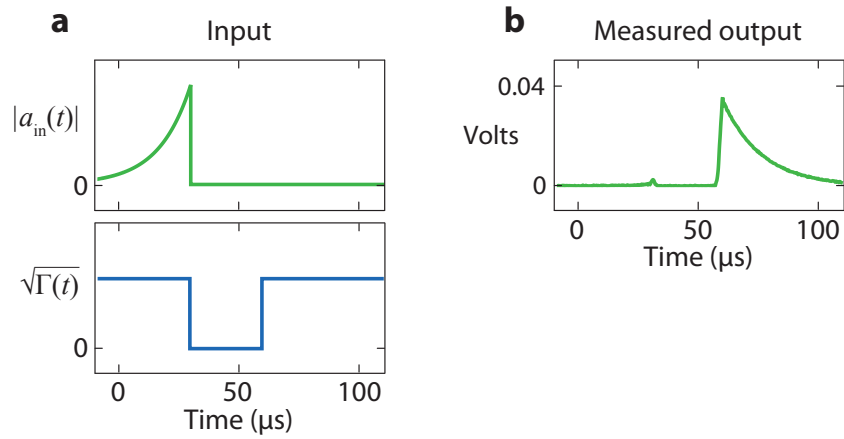 a Input
|a_in(t)|
0
√Γ(t)
0
0 50 100
Time (μs)
b Measured output
0.04
Volts
0
0 50 100
Time (μs)